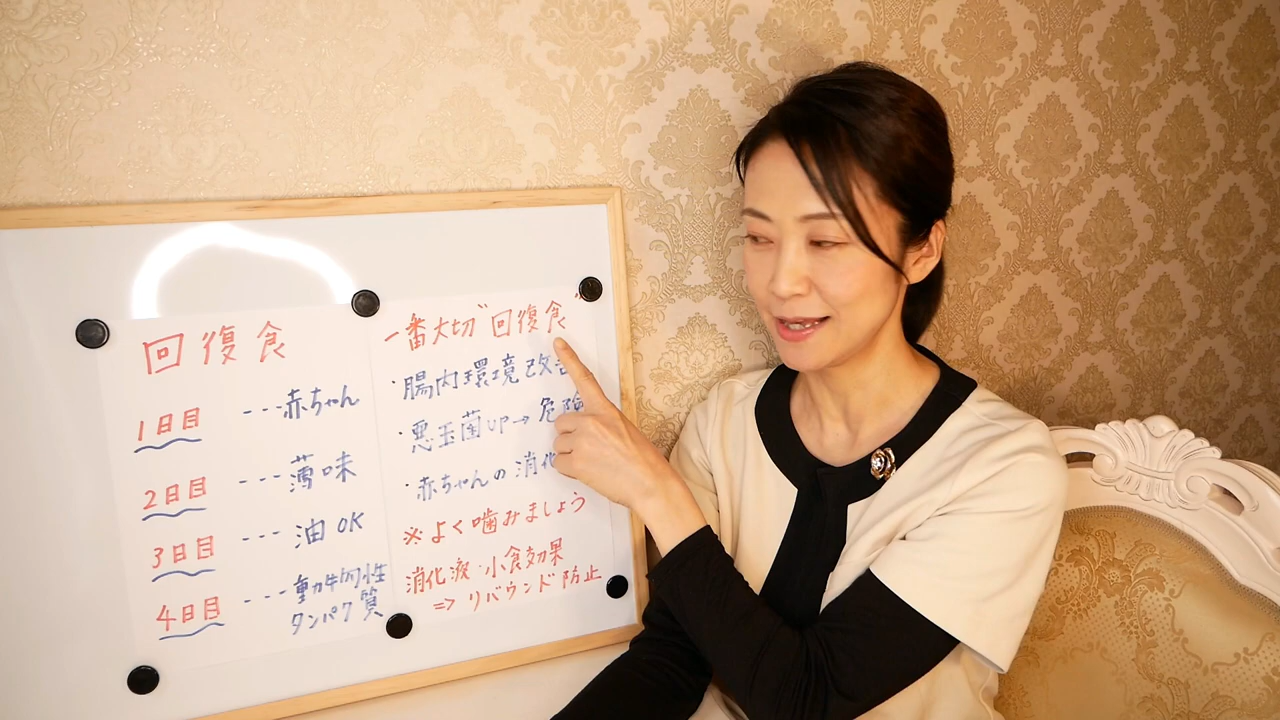 回復食
1日目 ---赤ちゃん
2日目 ---薄味
3日目 ---油OK
4日目 ---動物性
タンパク質
一番大切"回復食"
・腸内環境改善
・悪玉菌UP→危険
・赤ちゃんの消化
※よく噛みましょう
消化液・小食効果
=> リバウンド防止